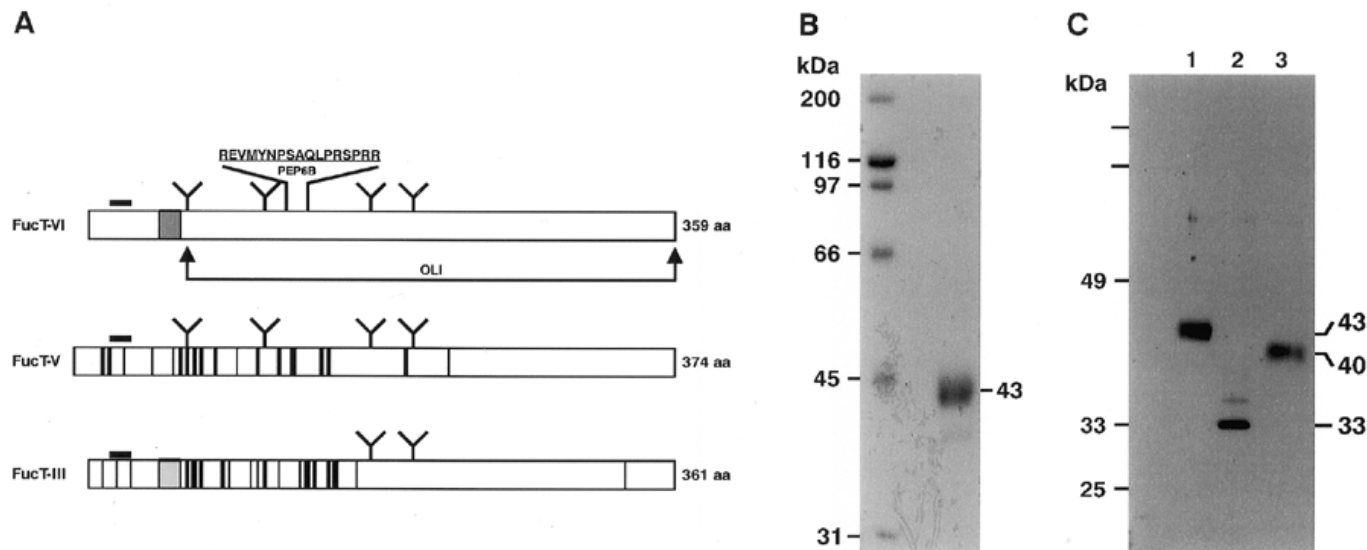 A
REVMYNPSAQLPRSPRR
PEP6B
FucT-VI
359 aa
OLI
FucT-V
374 aa
FucT-III
361 aa
B
kDa
200
116
97
66
45
43
31
C
1 2 3
kDa
49
43
40
33
33
25